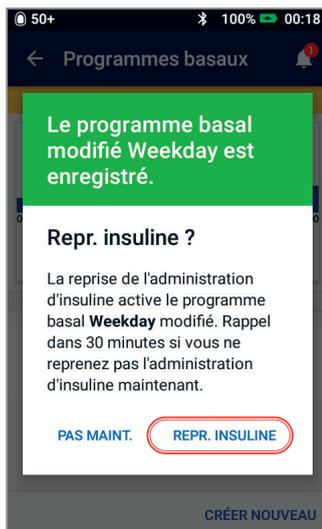 50+ 100% 00:18
Programmes basaux 1
Le programme basal
modifié Weekday est
enregistré.
Repr. insuline ?
La reprise de l'administration
d'insuline active le programme
basal Weekday modifié. Rappel
dans 30 minutes si vous ne
reprenez pas l'administration
d'insuline maintenant.
PAS MAINT. REPR. INSULINE
CRÉER NOUVEAU